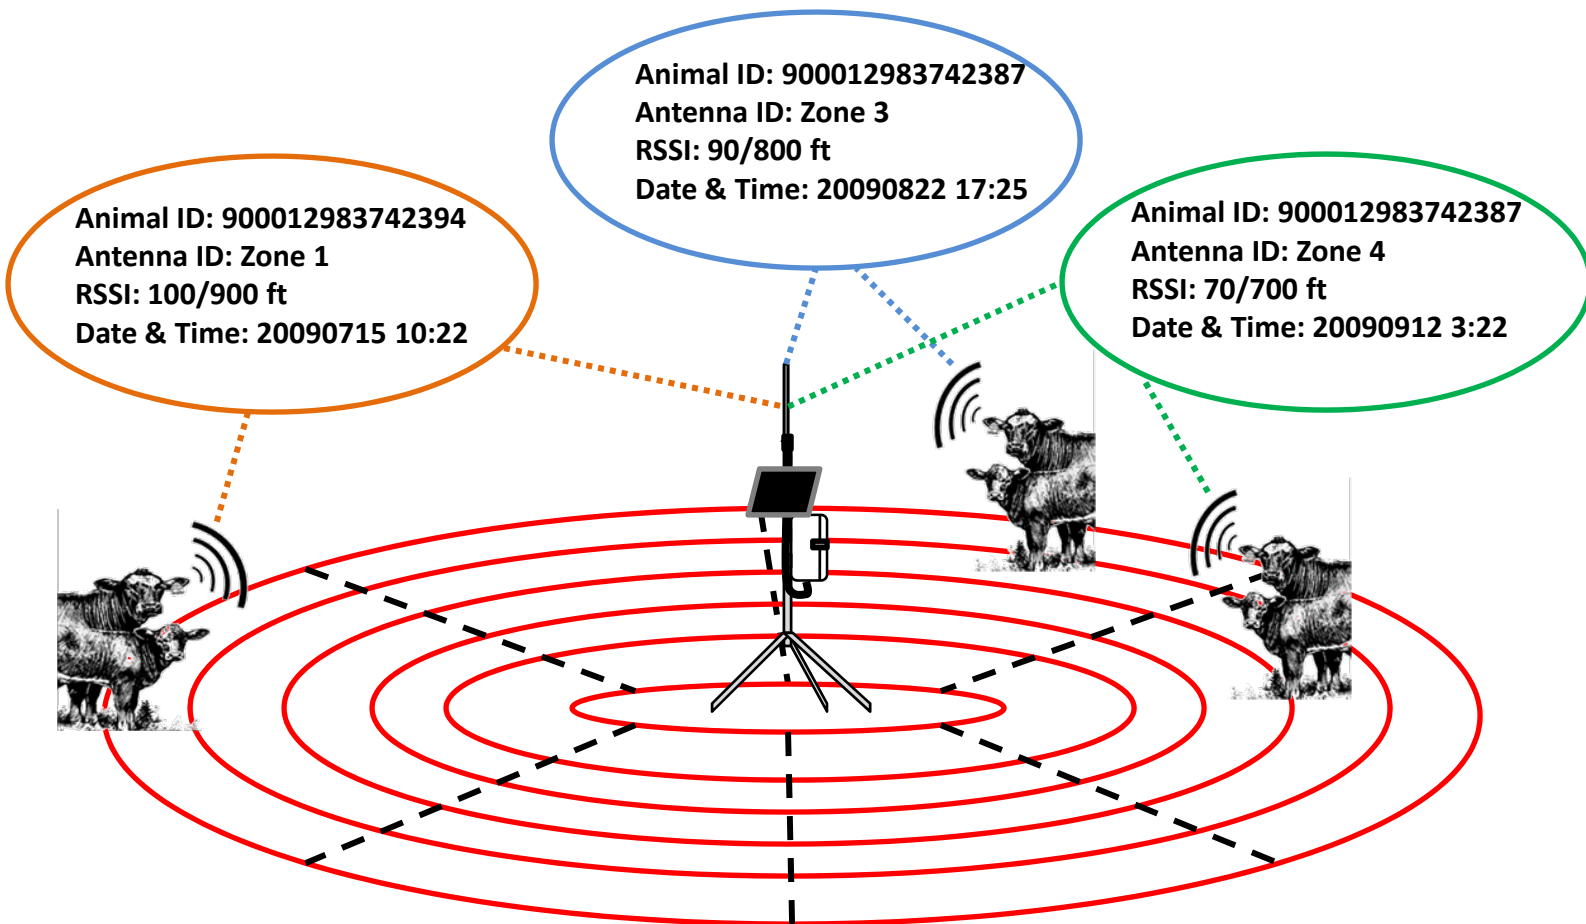 Animal ID: 900012983742387
Antenna ID: Zone 3
RSSI: 90/800 ft
Date & Time: 20090822 17:25
Animal ID: 900012983742394
Antenna ID: Zone 1
RSSI: 100/900 ft
Date & Time: 20090715 10:22
Animal ID: 900012983742387
Antenna ID: Zone 4
RSSI: 70/700 ft
Date & Time: 20090912 3:22